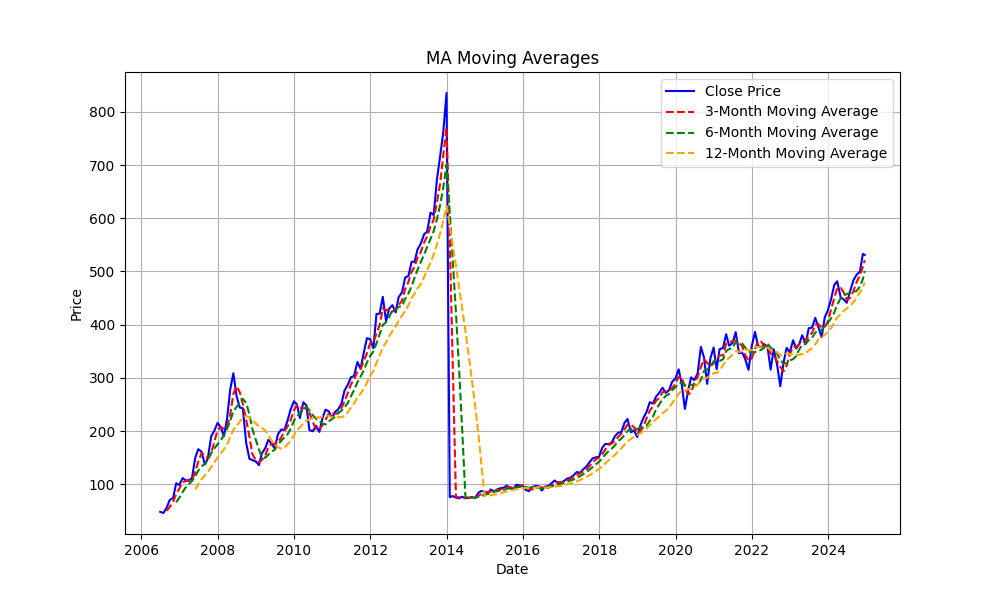 MA Moving Averages
Close Price
3-Month Moving Average
6-Month Moving Average
12-Month Moving Average
Price
800
700
600
500
400
300
200
100
2006 2008 2010 2012 2014 2016 2018 2020 2022 2024
Date